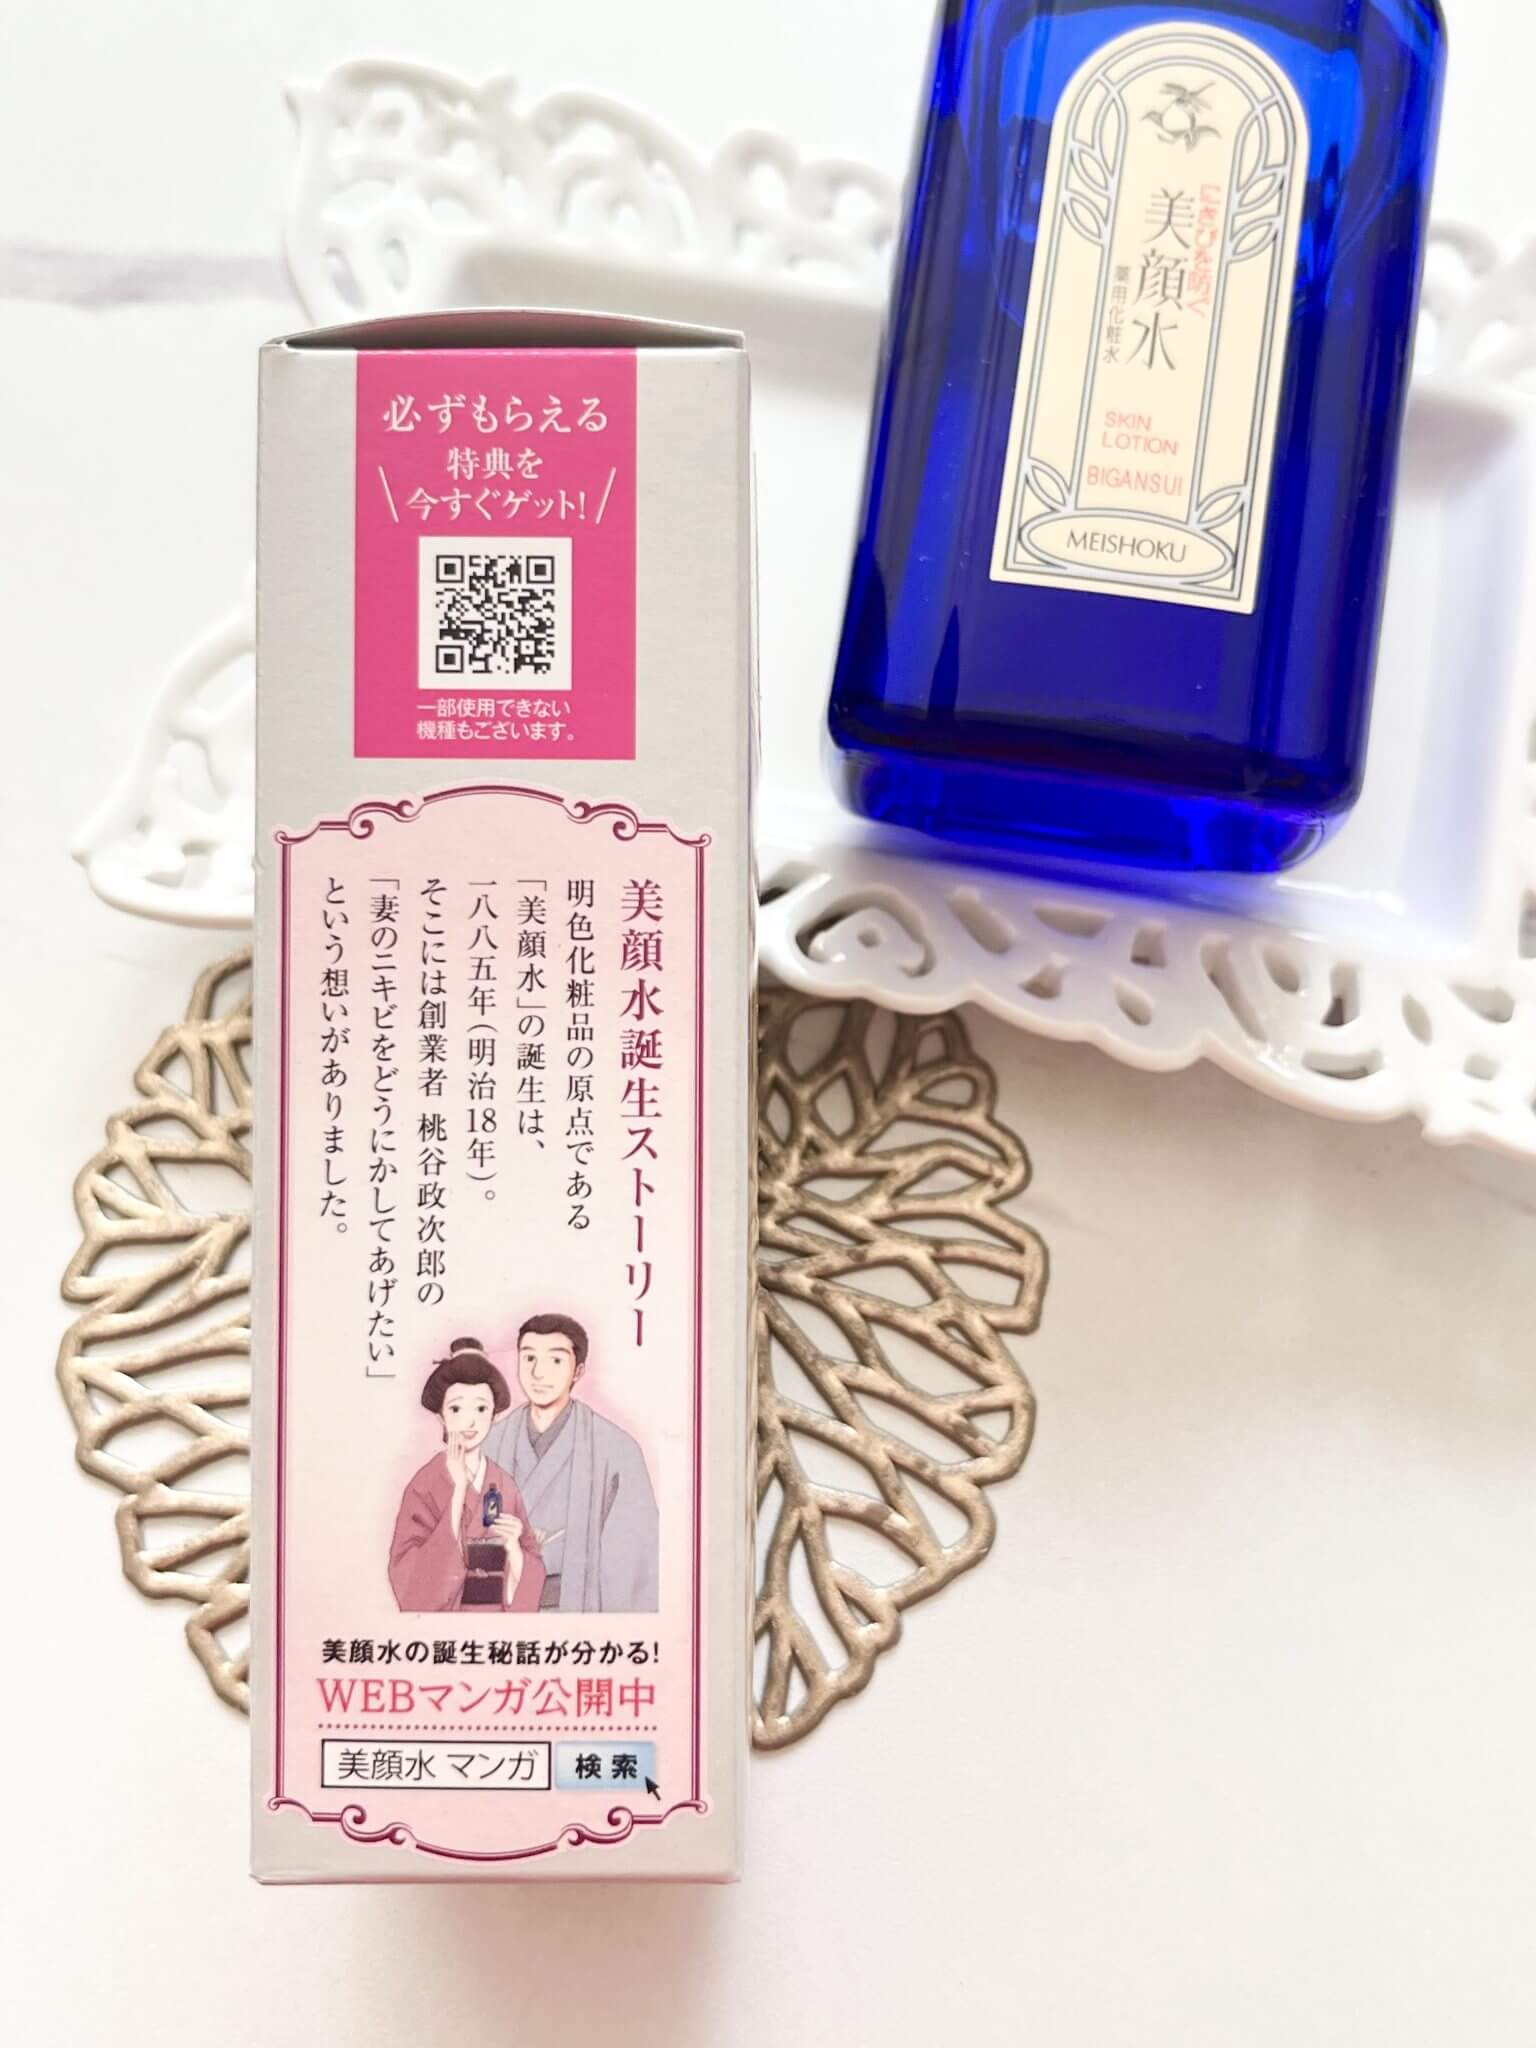 必ずもらえる
特典を
今すぐゲット!
一部使用できない
機種もございます。
美顔水誕生ストーリー
明色化粧品の原点である
「美顔水」の誕生は、
一八八五年(明治18年)。
そこには創業者 桃谷政次郎の
「妻のニキビをどうにかしてあげたい」
という想いがありました。
美顔水の誕生秘話が分かる!
WEBマンガ公開中
美顔水 マンガ
検索
にきびを防ぐ
美顔水
薬用化粧水
SKIN
LOTION
BIGANSUI
MEISHOKU